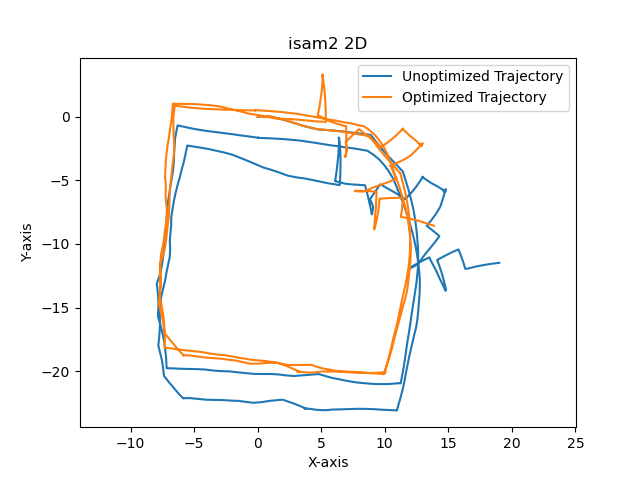 isam2 2D
Unoptimized Trajectory
Optimized Trajectory
0
−5
−10
−15
−20
Y-axis
−10
−5
0
5
10
15
20
25
X-axis